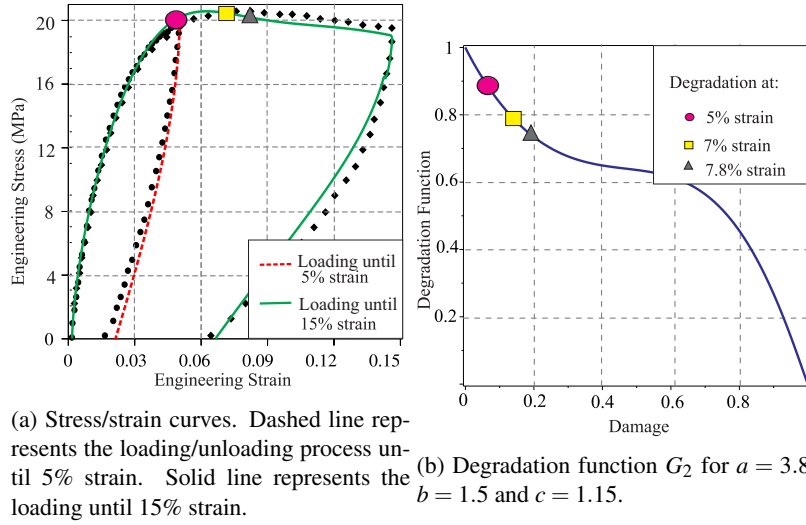 Engineering Stress (MPa)
20
16
12
8
4
0
0
0.03
0.06
0.09
0.12
0.15
Engineering Strain
Loading until
5% strain
Loading until
15% strain
(a) Stress/strain curves. Dashed line rep-
resents the loading/unloading process un-
til 5% strain. Solid line represents the
loading until 15% strain.
Degradation Function
1
0.8
0.6
0.4
0.2
0
0
0.2
0.4
0.6
0.8
Damage
Degradation at:
5% strain
7% strain
7.8% strain
(b) Degradation function G2 for a = 3.8
b = 1.5 and c = 1.15.